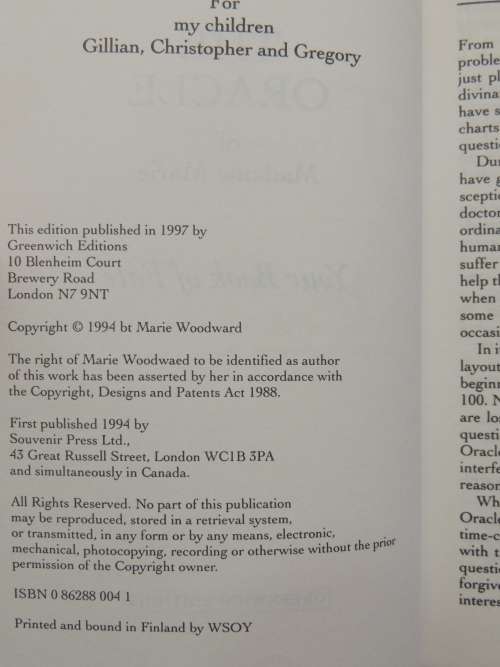 For
my children
Gillian, Christopher and Gregory
This edition published in 1997 by
Greenwich Editions
10 Blenheim Court
Brewery Road
London N7 9NT
Copyright © 1994 bt Marie Woodward
The right of Marie Woodwaed to be identified as author
of this work has been asserted by her in accordance with
the Copyright, Designs and Patents Act 1988.
First published 1994 by
Souvenir Press Ltd.,
43 Great Russell Street, London WC1B 3PA
and simultaneously in Canada.
All Rights Reserved. No part of this publication
may be reproduced, stored in a retrieval system,
or transmitted, in any form or by any means, electronic,
mechanical, photocopying, recording or otherwise without the prior
permission of the Copyright owner.
ISBN 0 86288 004 1
Printed and bound in Finland by WSOY
From
proble
just pl
divina
have s
charts
questi
Du
have g
scepti
doctor
ordina
human
suffer
help th
when
some
occasi
In i
layout
beginn
100. N
are lo
questi
Oracl
interfe
reason
Wh
Oracle
time-c
with t
questi
forgive
interes